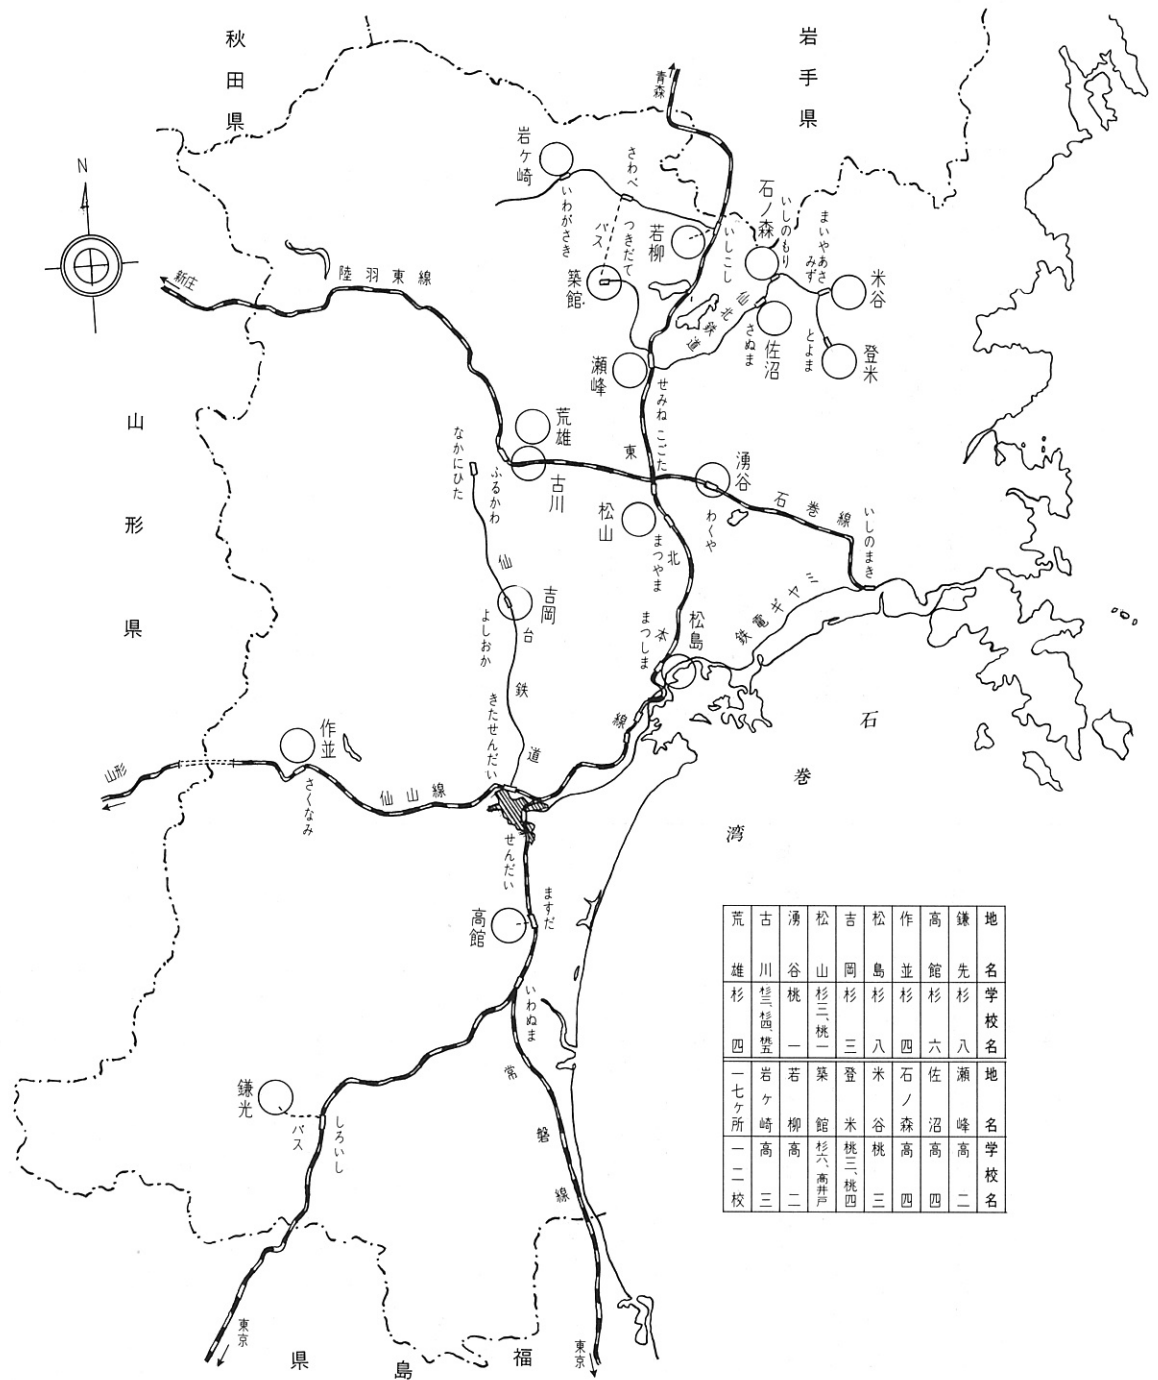 秋田県
岩手県
青森
N
新庄
陸羽東線
岩ヶ崎
いわがさき
さわべ
バス
つきだて
築館
若柳
いしこし
石ノ森
いしのもり
まいやあさみず
米谷
登米
とよま
佐沼
さぬま
仙北鉄道
瀬峰
せみね
こごた
荒雄
古川
ふるかわ
なかにいた
湧谷
わくや
石巻線
いしのまき
松山
まつやま
東北本線
松島
まつしま
鉄電ギヤミ
吉岡
よしおか
仙台鉄道
きたせんだい
石巻湾
山形県
作並
さくなみ
山形
仙山線
せんだい
ますだ
高館
いわぬま
常磐線
鎌光
バス
しろいし
東京
東京
県島福
地名 学校名
鎌先 杉八
高館 杉六
作並 杉四
松島 杉八
吉岡 杉三
松山 杉三、桃一
湧谷 桃一
古川 杉三、杉四、桃五
荒雄 杉四
地名 学校名
瀬峰 高二
佐沼 高四
石ノ森 高四
米谷 桃三
登米 桃三、桃四
築館 杉六、高井戸
若柳 高二
岩ヶ崎 高三
一七ヶ所 一二校